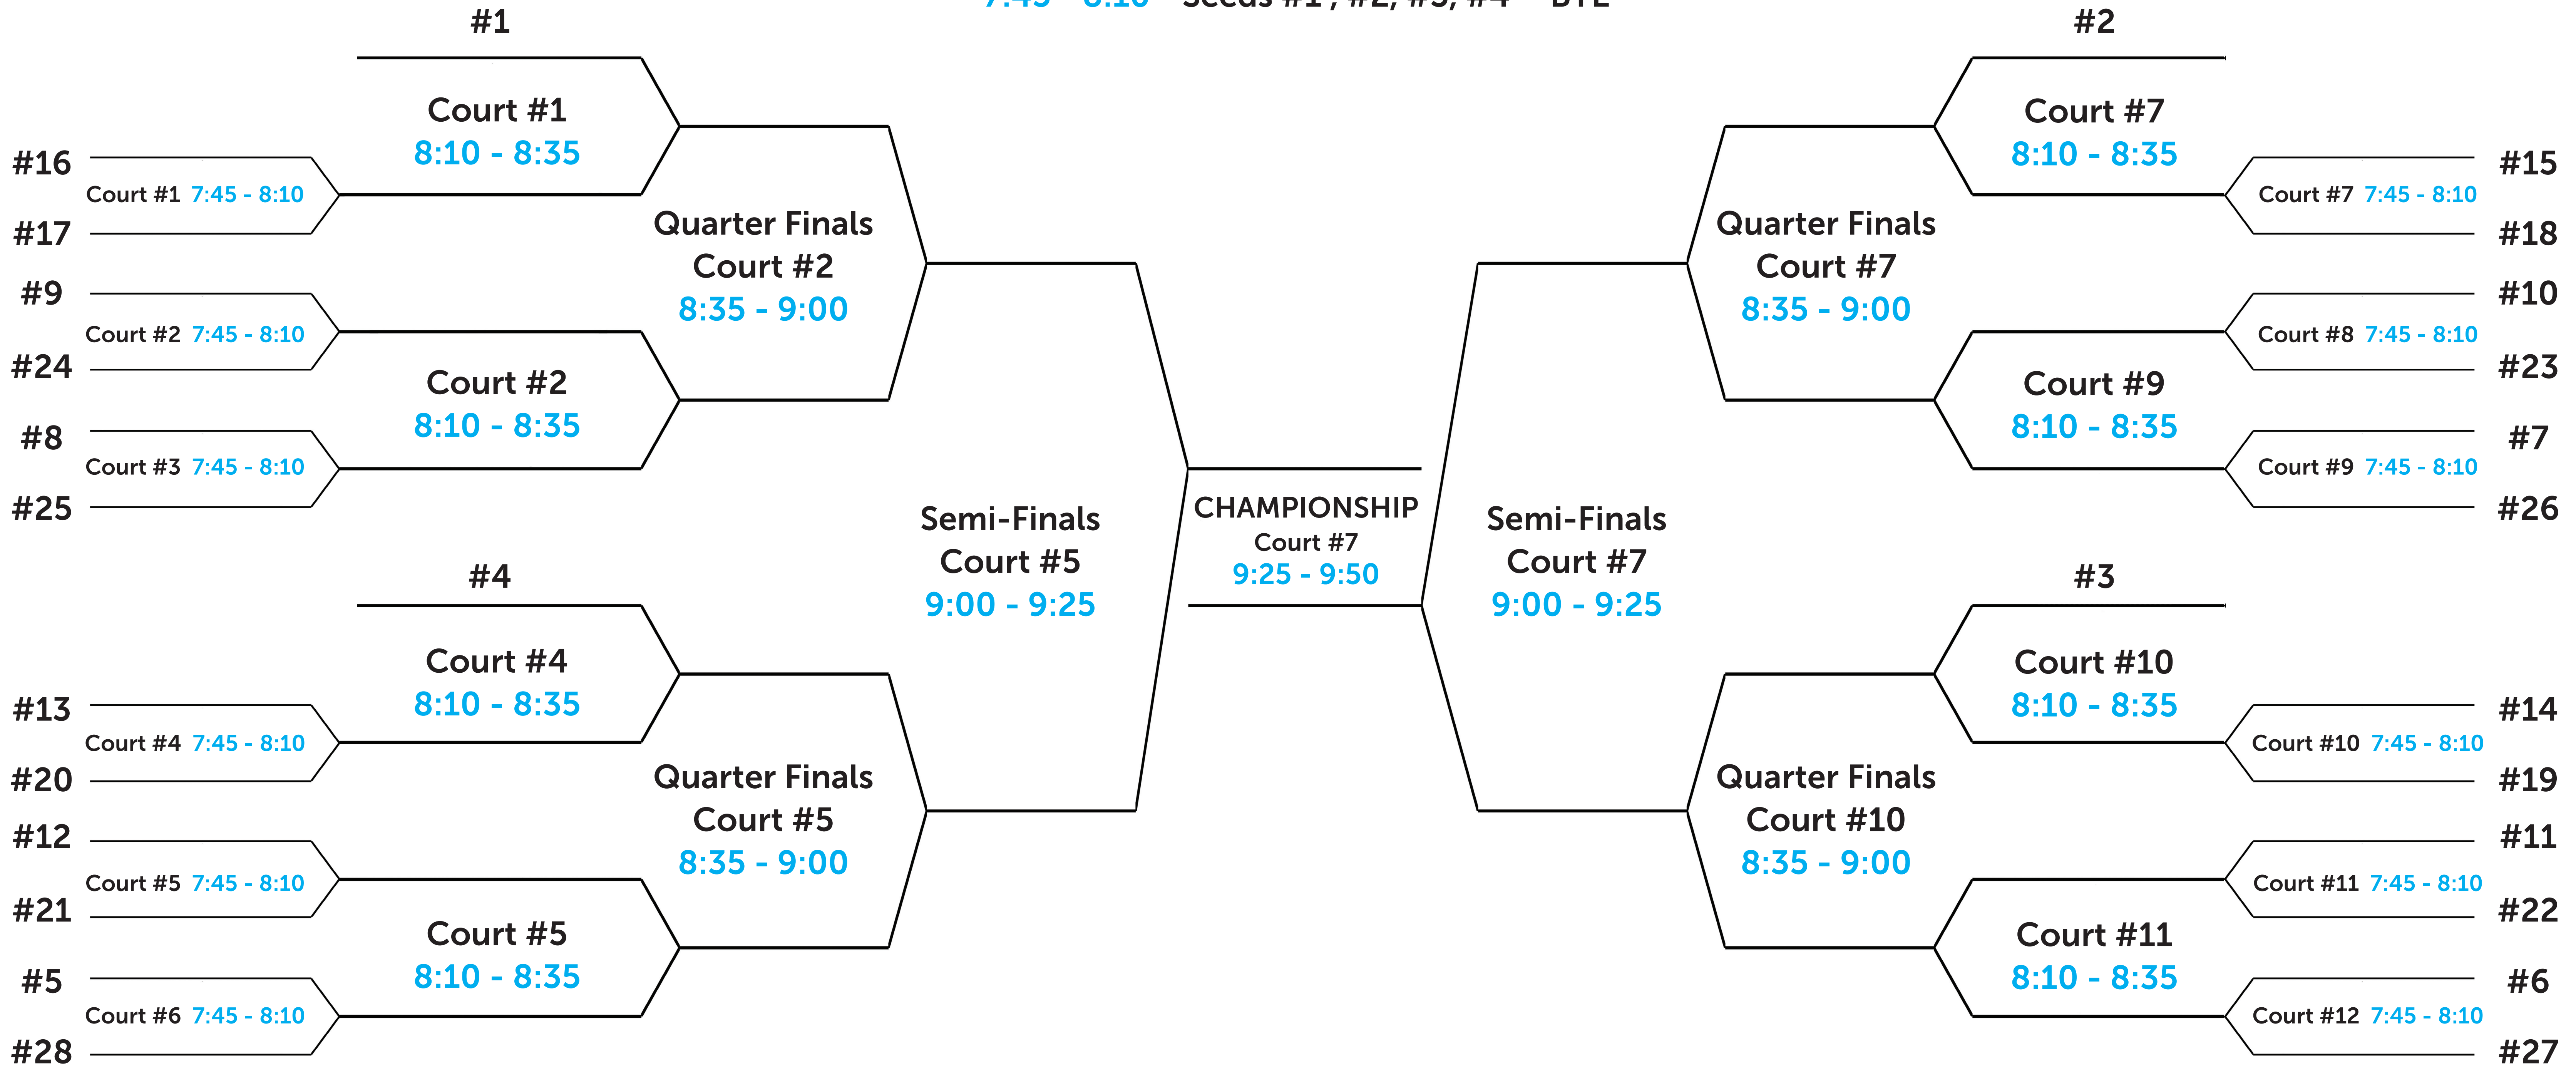 7:45 - 8:10 Seeds #1, #2, #3, #4 BYE
#1
Court #1
8:10 - 8:35
#16
Court #1 7:45 - 8:10
#17
#9
Court #2 7:45 - 8:10
#24
Court #2
8:10 - 8:35
#8
Court #3 7:45 - 8:10
#25
Quarter Finals
Court #2
8:35 - 9:00
#4
Court #4
8:10 - 8:35
#13
Court #4 7:45 - 8:10
#20
#12
Court #5 7:45 - 8:10
#21
Court #5
8:10 - 8:35
#5
Court #6 7:45 - 8:10
#28
Quarter Finals
Court #5
8:35 - 9:00
Semi-Finals
Court #5
9:00 - 9:25
CHAMPIONSHIP
Court #7
9:25 - 9:50
Semi-Finals
Court #7
9:00 - 9:25
Quarter Finals
Court #7
8:35 - 9:00
#2
Court #7
8:10 - 8:35
#15
Court #7 7:45 - 8:10
#18
#10
Court #8 7:45 - 8:10
#23
Court #9
8:10 - 8:35
#7
Court #9 7:45 - 8:10
#26
Quarter Finals
Court #10
8:35 - 9:00
#3
Court #10
8:10 - 8:35
#14
Court #10 7:45 - 8:10
#19
#11
Court #11 7:45 - 8:10
#22
Court #11
8:10 - 8:35
#6
Court #12 7:45 - 8:10
#27